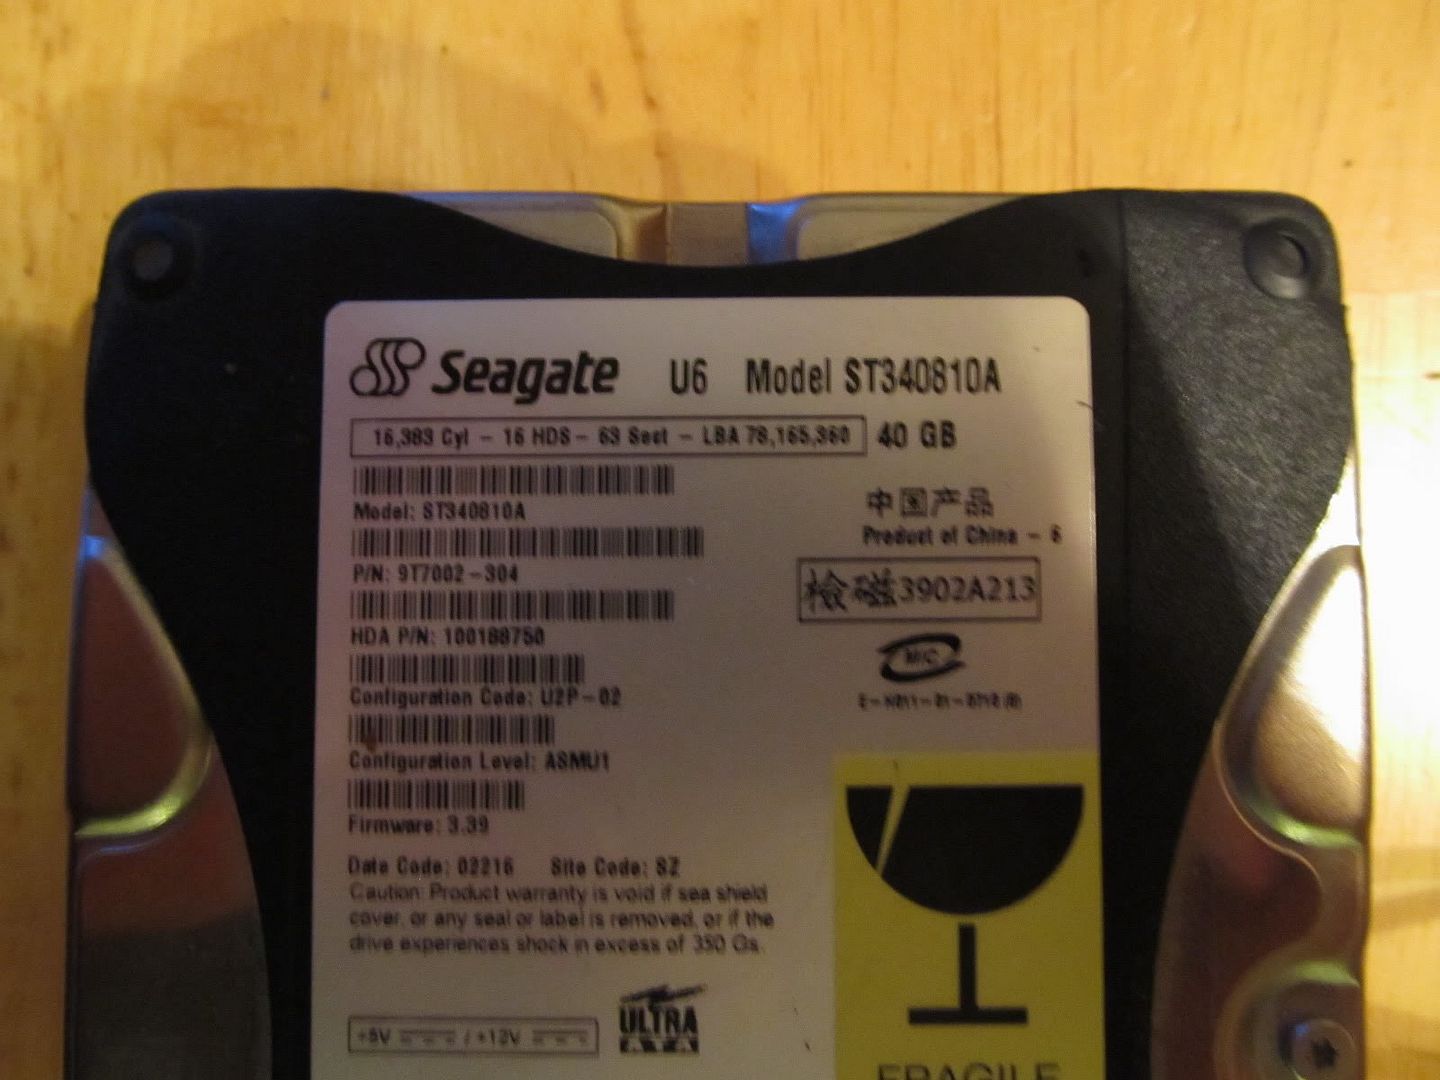 Seagate U6 Model ST340810A
16,383 Cyl - 16 HDS - 63 Sect - LBA 78,165,360 40 GB
Model: ST340810A
中国产品
Product of China - 6
P/N: 9T7002-304
檢磁3902A213
HDA P/N: 100188750
MIC
Configuration Code: U2P-02
Configuration Level: ASMU1
Firmware: 3.39
Date Code: 02216 Site Code: SZ
Caution: Product warranty is void if sea shield
cover, or any seal or label is removed, or if the
drive experiences shock in excess of 350 Gs.
+5V / +12V
ULTRA
ATA
FRAGILE